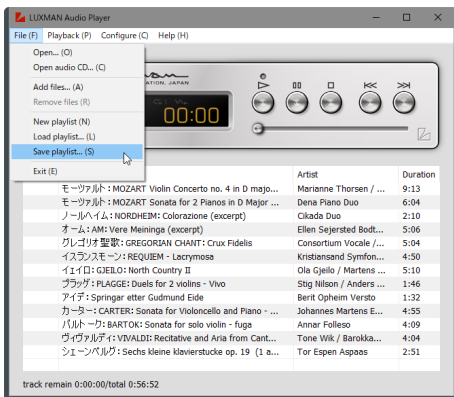 LUXMAN Audio Player
File (F) Playback (P) Configure (C) Help (H)
Open... (O)
Open audio CD... (C)
Add files... (A)
Remove files (R)
New playlist (N)
Load playlist... (L)
Save playlist... (S)
Exit (E)
ATION, JAPAN
00:00
Artist Duration
モーツァルト : MOZART Violin Concerto no. 4 in D majo... Marianne Thorsen / ... 9:13
モーツァルト : MOZART Sonata for 2 Pianos in D Major ... Dena Piano Duo 6:04
ノールヘイム : NORDHEIM: Colorazione (excerpt) Cikada Duo 2:10
オーム : AM: Vere Meininga (excerpt) Ellen Sejersted Bodt... 5:06
グレゴリオ聖歌 : GREGORIAN CHANT: Crux Fidelis Consortium Vocale /... 5:04
イスランスモーン : REQUIEM - Lacrymosa Kristiansand Symfon... 4:50
イェイロ : GJEILO: North Country II Ola Gjeilo / Martens ... 5:10
プラッゲ : PLAGGE: Duels for 2 violins - Vivo Stig Nilson / Anders ... 1:46
アイデ : Springar etter Gudmund Eide Berit Opheim Versto 1:32
カーター : CARTER: Sonata for Violoncello and Piano - ... Johannes Martens E... 4:55
バルトーク : BARTOK: Sonata for solo violin - fuga Annar Folleso 4:09
ヴィヴァルディ : VIVALDI: Recitative and Aria from Cant... Tone Wik / Barokka... 4:04
シェーンベルグ : Sechs kleine klavierstucke op. 19 (1 a... Tor Espen Aspaas 2:51
track remain 0:00:00/total 0:56:52